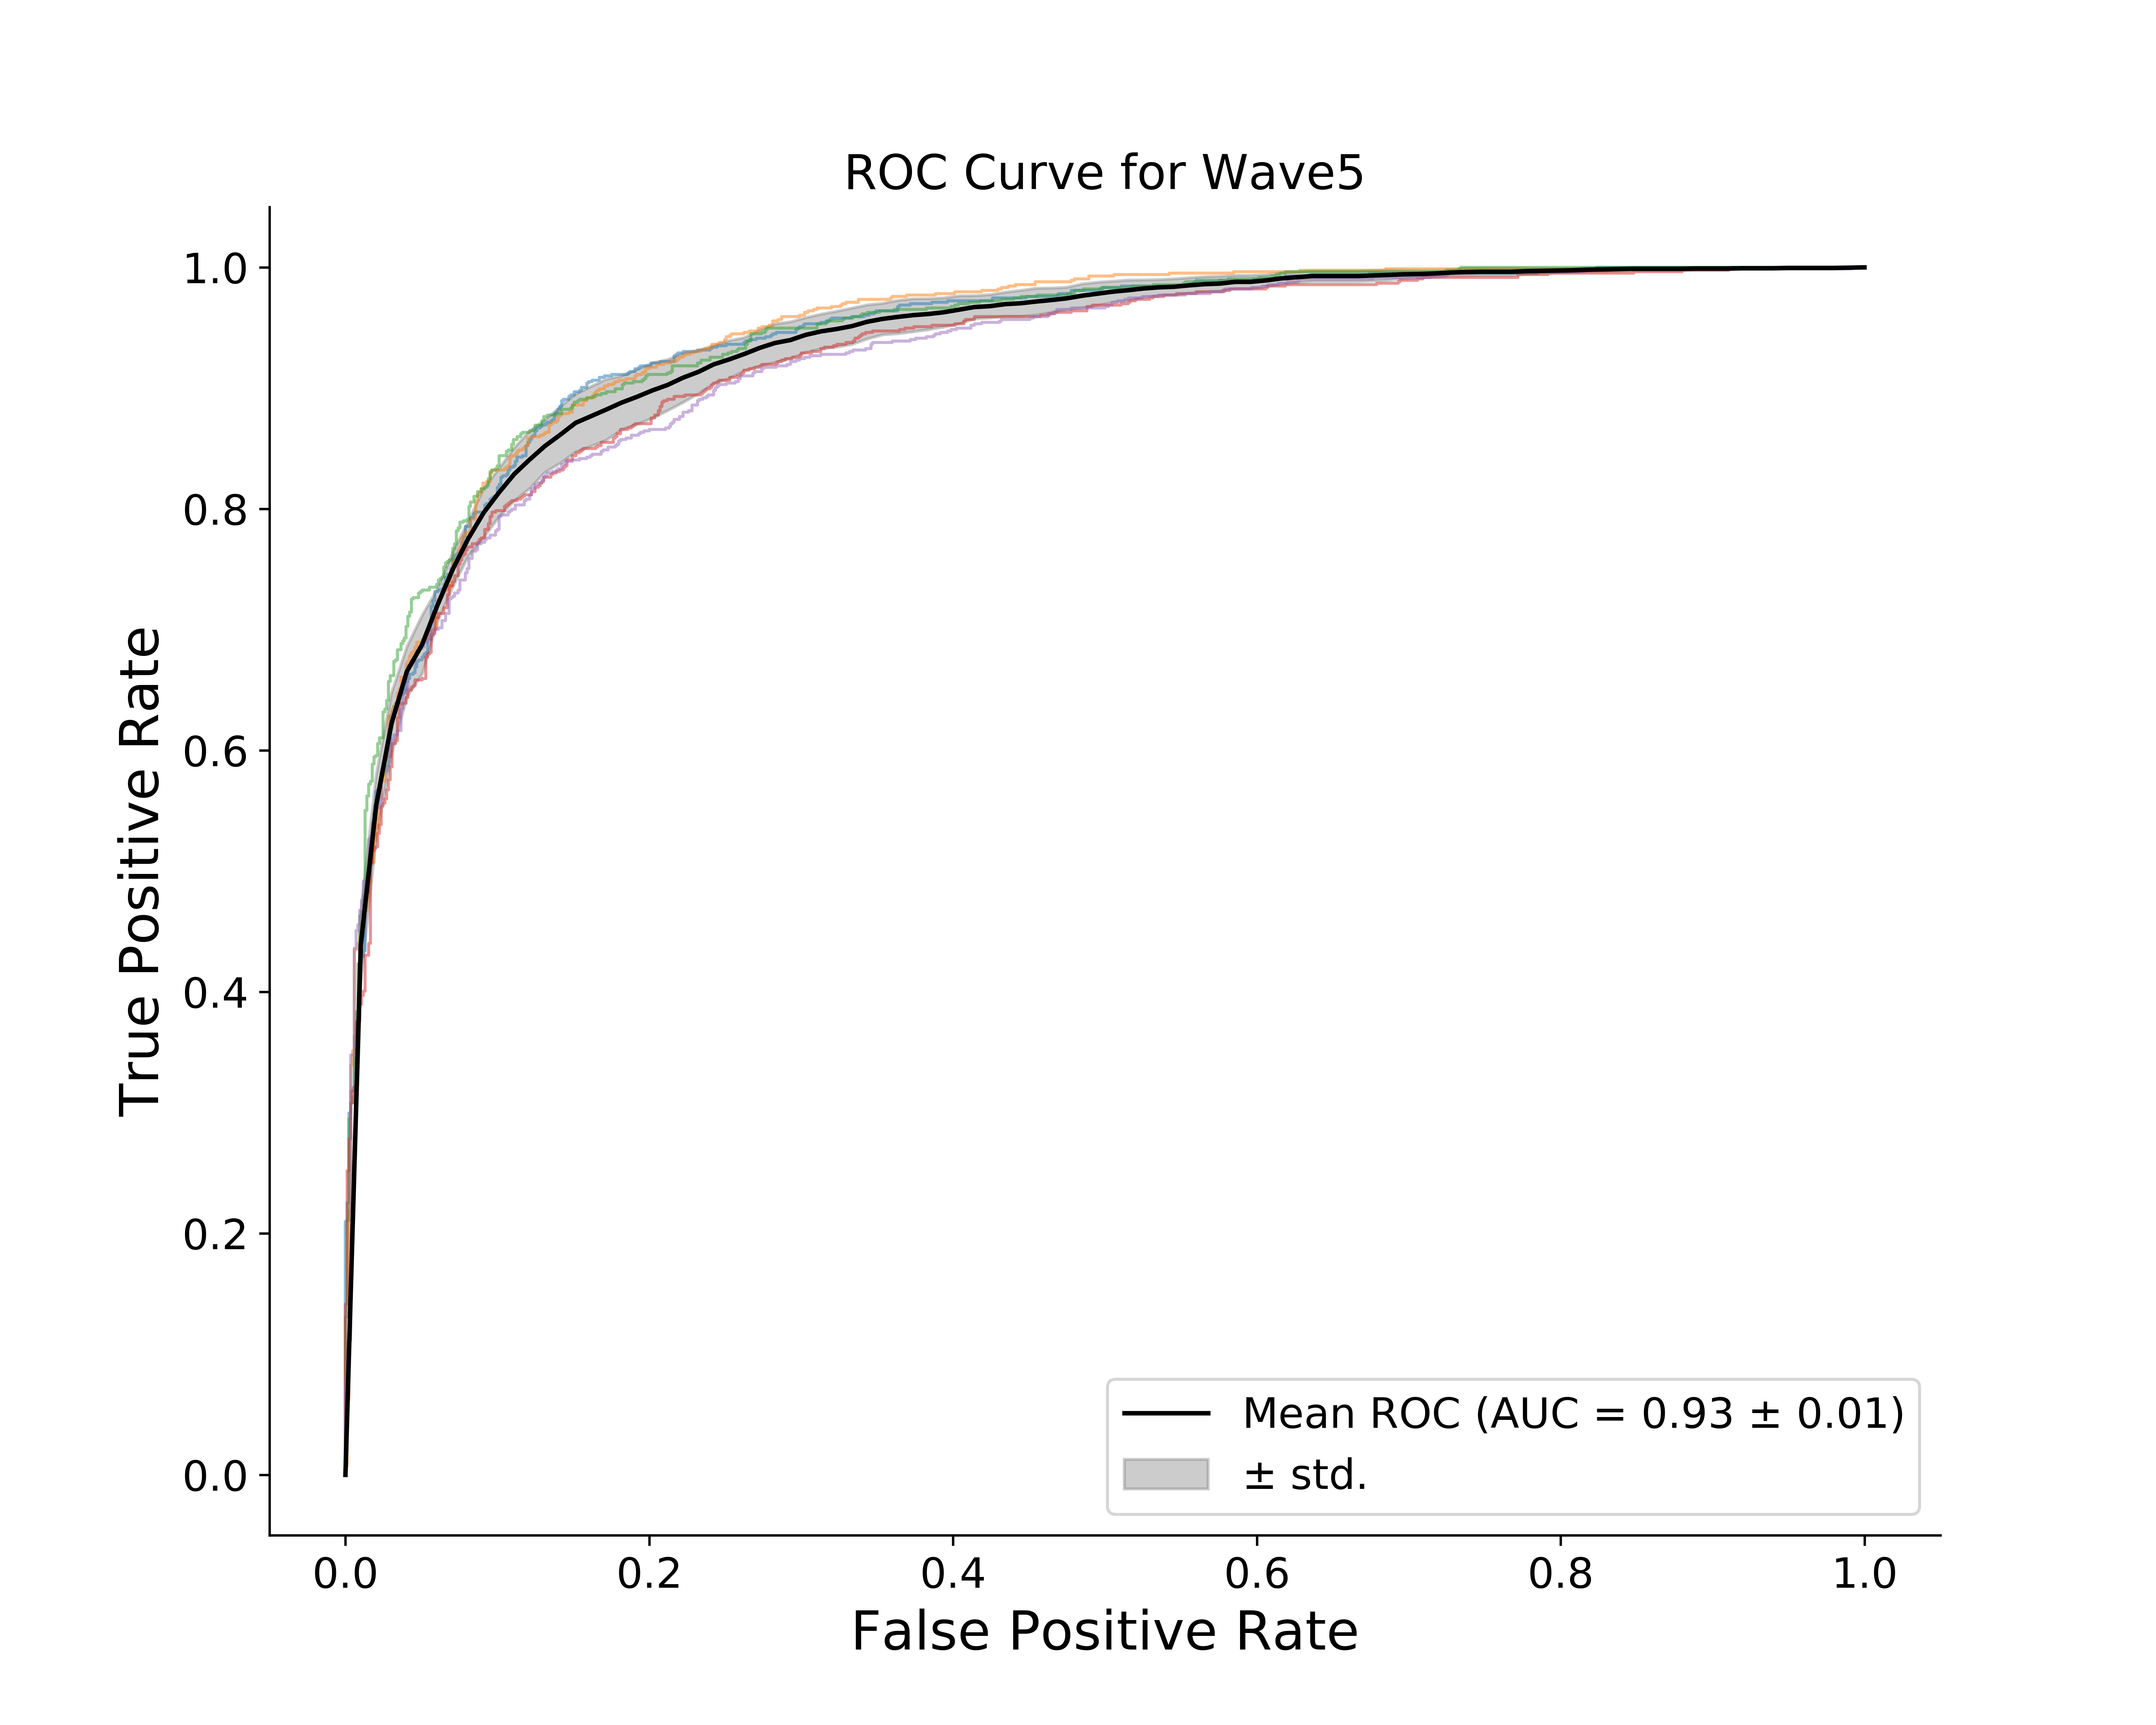 ROC Curve for Wave5
True Positive Rate
1.0
0.8
0.6
0.4
0.2
0.0
Mean ROC (AUC = 0.93 ± 0.01)
± std.
0.0 0.2 0.4 0.6 0.8 1.0
False Positive Rate